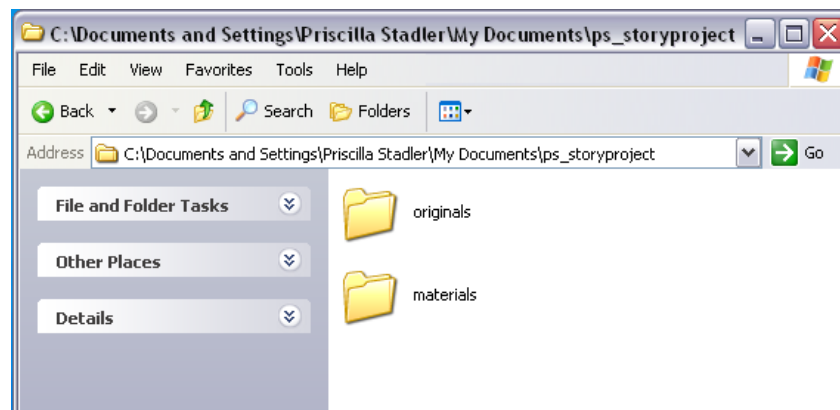 C:\Documents and Settings\Priscilla Stadler\My Documents\ps_storyproject
File Edit View Favorites Tools Help
Back Search Folders
Address C:\Documents and Settings\Priscilla Stadler\My Documents\ps_storyproject Go
File and Folder Tasks
originals
Other Places
materials
Details